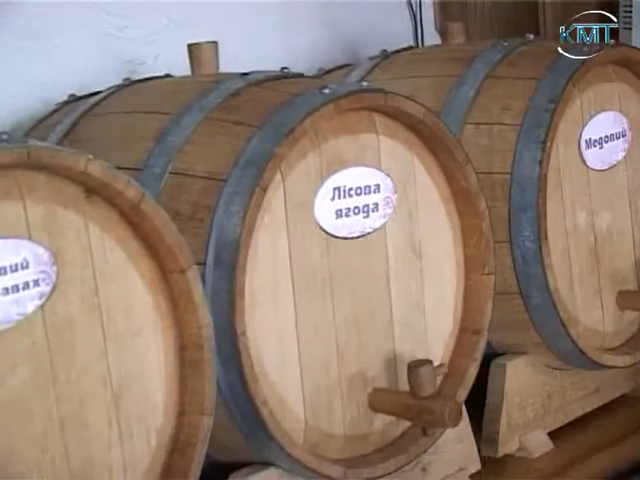 КМТ
Лісова
ягода
Медовий